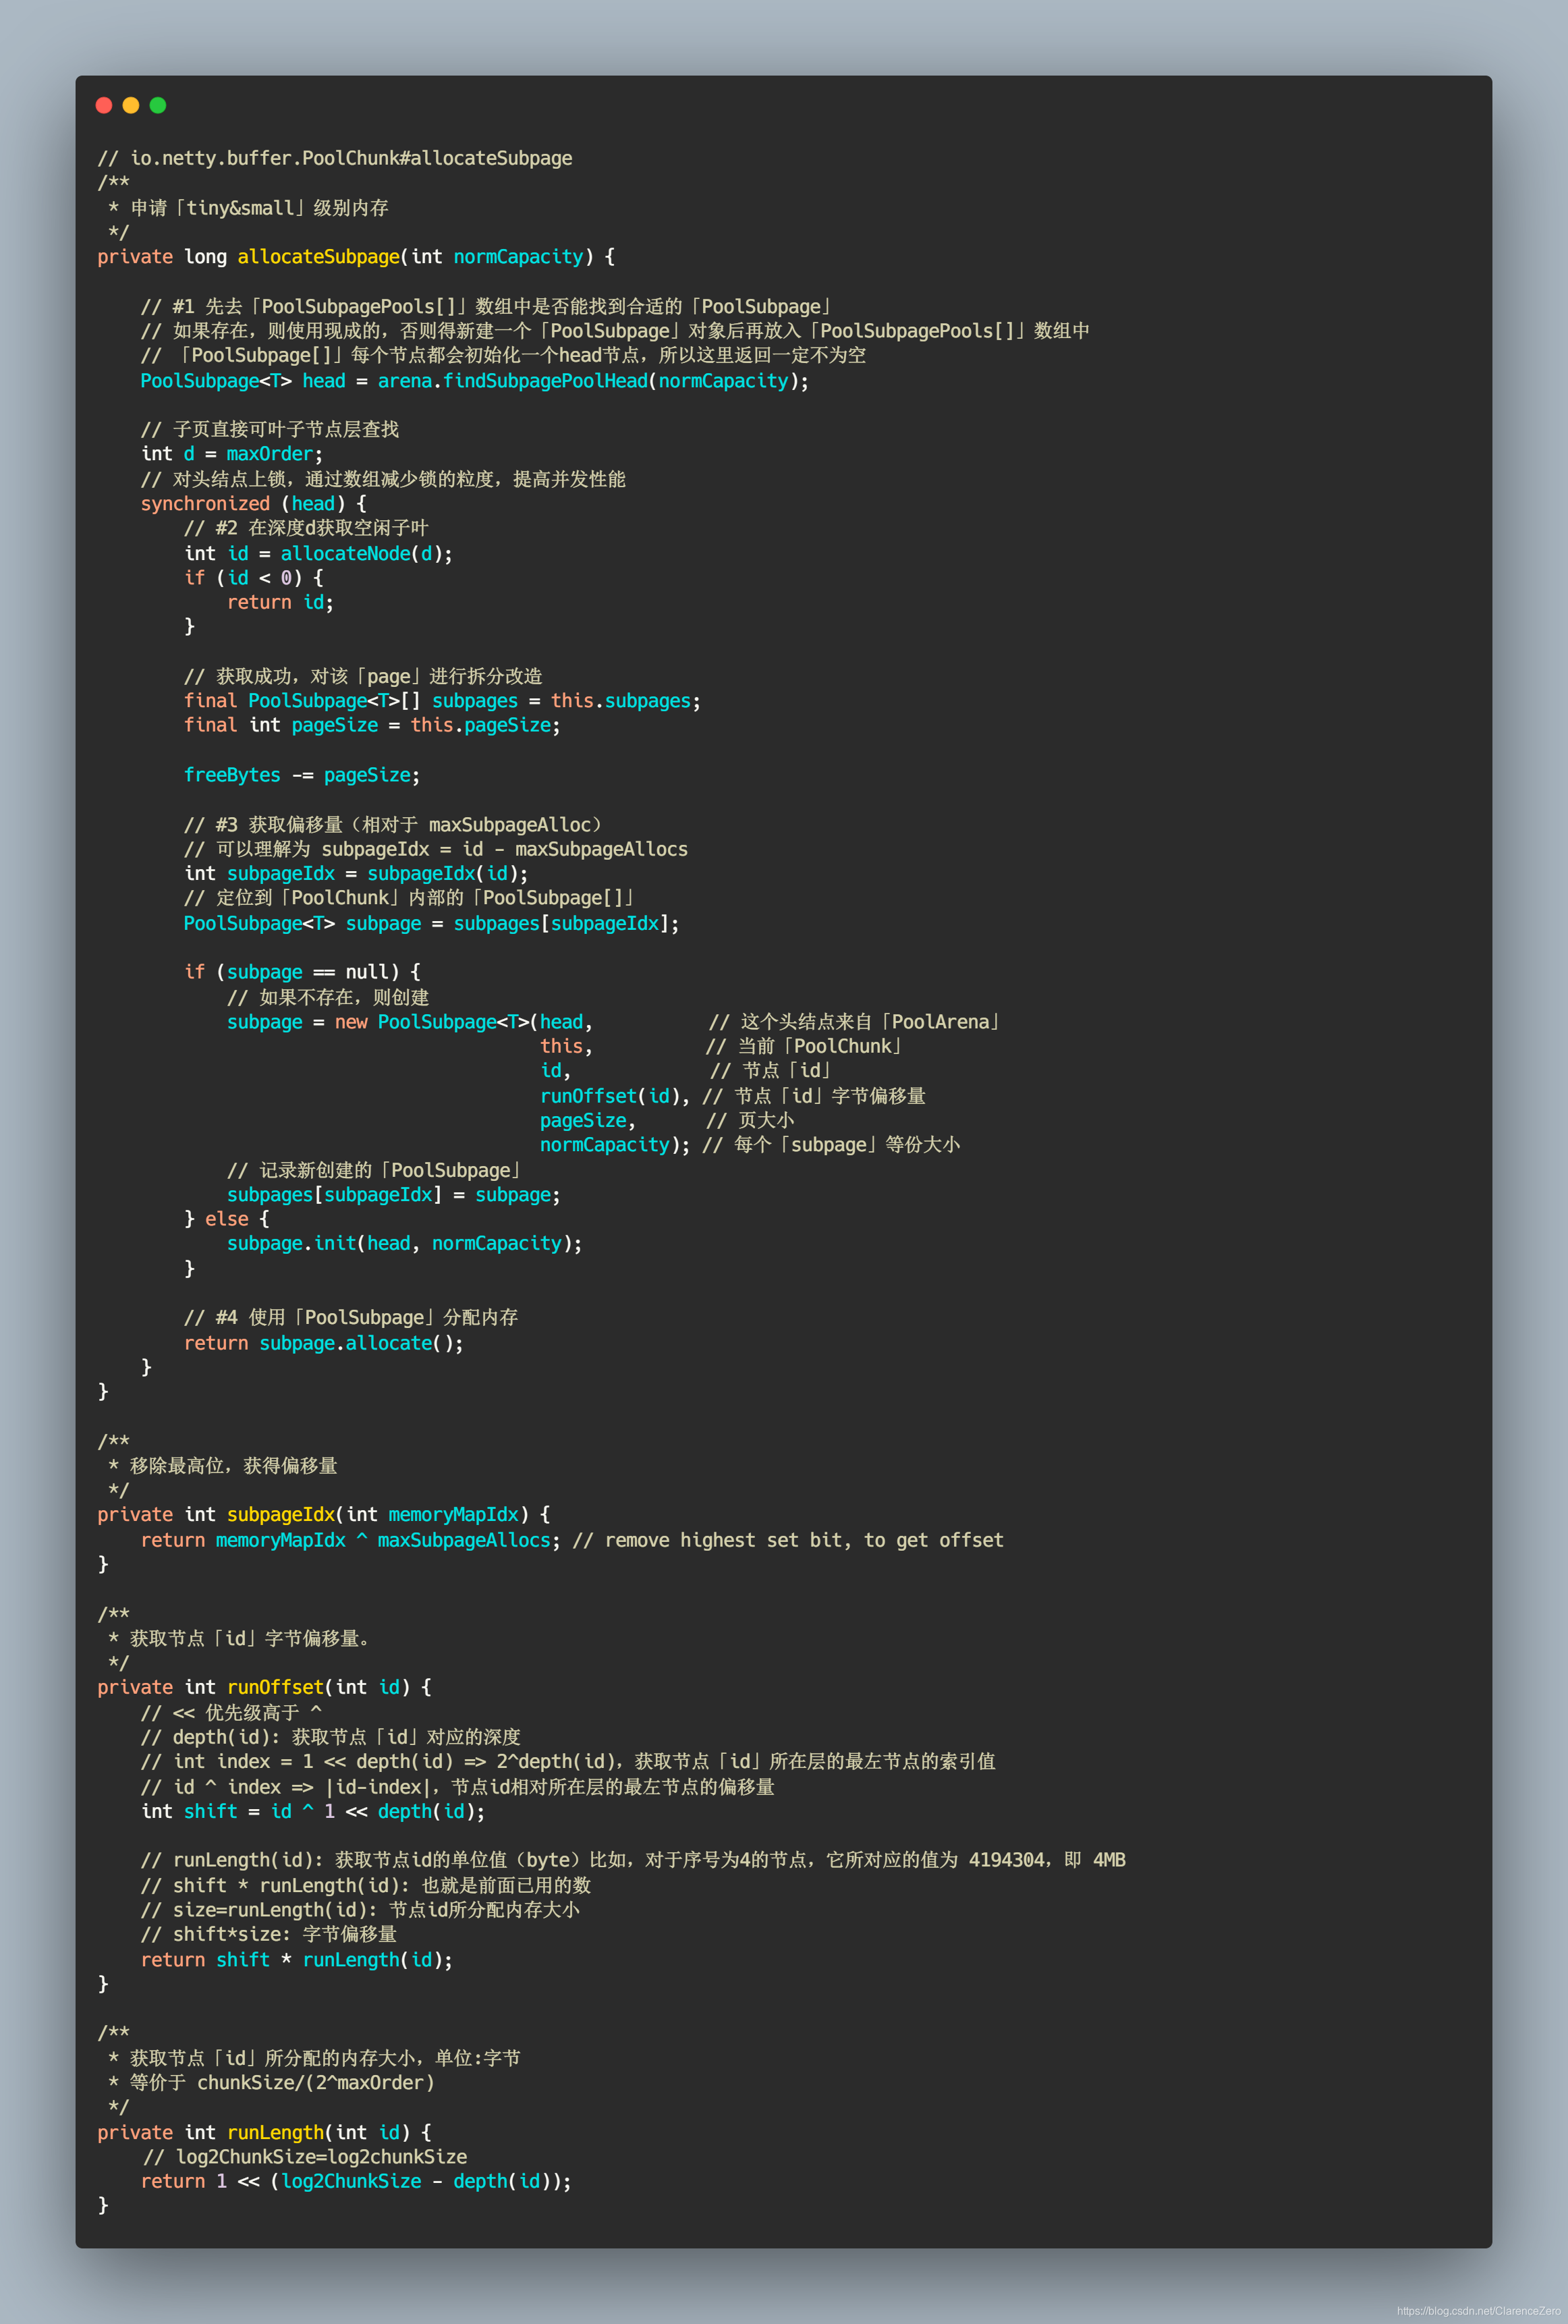 // io.netty.buffer.PoolChunk#allocateSubpage
/**
 * 申请「tiny&small」级别内存
 */
private long allocateSubpage(int normCapacity) {
    // #1 先去「PoolSubpagePools[]」数组中是否能找到合适的「PoolSubpage」
    // 如果存在，则使用现成的，否则得新建一个「PoolSubpage」对象后再放入「PoolSubpagePools[]」数组中
    // 「PoolSubpage[]」每个节点都会初始化一个head节点，所以这里返回一定不为空
    PoolSubpage<T> head = arena.findSubpagePoolHead(normCapacity);
    // 子页直接可叶子节点层查找
    int d = maxOrder;
    // 对头结点上锁，通过数组减少锁的粒度，提高并发性能
    synchronized (head) {
        // #2 在深度d获取空闲子叶
        int id = allocateNode(d);
        if (id < 0) {
            return id;
        }
        // 获取成功，对该「page」进行拆分改造
        final PoolSubpage<T>[] subpages = this.subpages;
        final int pageSize = this.pageSize;
        freeBytes -= pageSize;
        // #3 获取偏移量（相对于 maxSubpageAlloc）
        // 可以理解为 subpageIdx = id - maxSubpageAllocs
        int subpageIdx = subpageIdx(id);
        // 定位到「PoolChunk」内部的「PoolSubpage[]」
        PoolSubpage<T> subpage = subpages[subpageIdx];
        if (subpage == null) {
            // 如果不存在，则创建
            subpage = new PoolSubpage<T>(head,           // 这个头结点来自「PoolArena」
                                         this,           // 当前「PoolChunk」
                                         id,             // 节点「id」
                                         runOffset(id), // 节点「id」字节偏移量
                                         pageSize,       // 页大小
                                         normCapacity); // 每个「subpage」等份大小
            // 记录新创建的「PoolSubpage」
            subpages[subpageIdx] = subpage;
        } else {
            subpage.init(head, normCapacity);
        }
        // #4 使用「PoolSubpage」分配内存
        return subpage.allocate();
    }
}
/**
 * 移除最高位，获得偏移量
 */
private int subpageIdx(int memoryMapIdx) {
    return memoryMapIdx ^ maxSubpageAllocs; // remove highest set bit, to get offset
}
/**
 * 获取节点「id」字节偏移量。
 */
private int runOffset(int id) {
    // << 优先级高于 ^
    // depth(id): 获取节点「id」对应的深度
    // int index = 1 << depth(id) => 2^depth(id)，获取节点「id」所在层的最左节点的索引值
    // id ^ index => |id-index|，节点id相对所在层的最左节点的偏移量
    int shift = id ^ 1 << depth(id);
    // runLength(id): 获取节点id的单位值（byte）比如，对于序号为4的节点，它所对应的值为 4194304，即 4MB
    // shift * runLength(id): 也就是前面已用的数
    // size=runLength(id): 节点id所分配内存大小
    // shift*size: 字节偏移量
    return shift * runLength(id);
}
/**
 * 获取节点「id」所分配的内存大小，单位:字节
 * 等价于 chunkSize/(2^maxOrder)
 */
private int runLength(int id) {
    // log2ChunkSize=log2chunkSize
    return 1 << (log2ChunkSize - depth(id));
}
https://blog.csdn.net/ClarenceZero